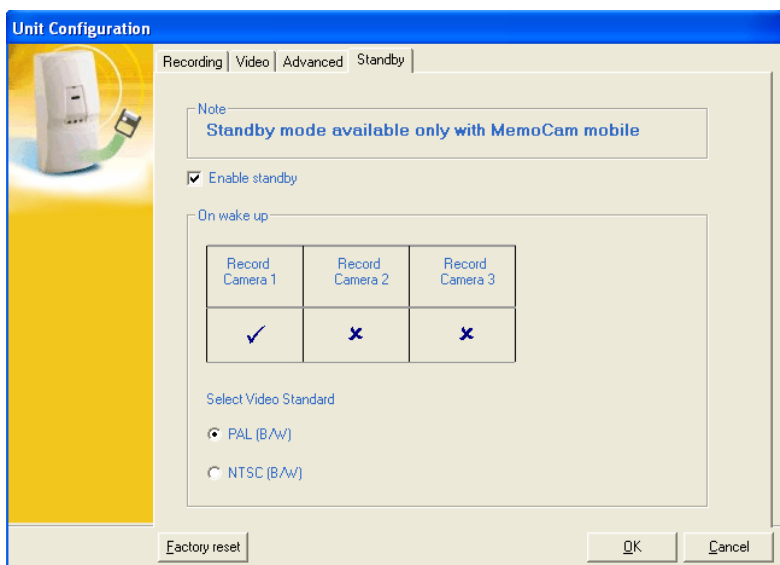 Unit Configuration
Recording Video Advanced Standby
Note
Standby mode available only with MemoCam mobile
Enable standby
On wake up
Record Camera 1
Record Camera 2
Record Camera 3
Select Video Standard
PAL (B/W)
NTSC (B/W)
Factory reset OK Cancel